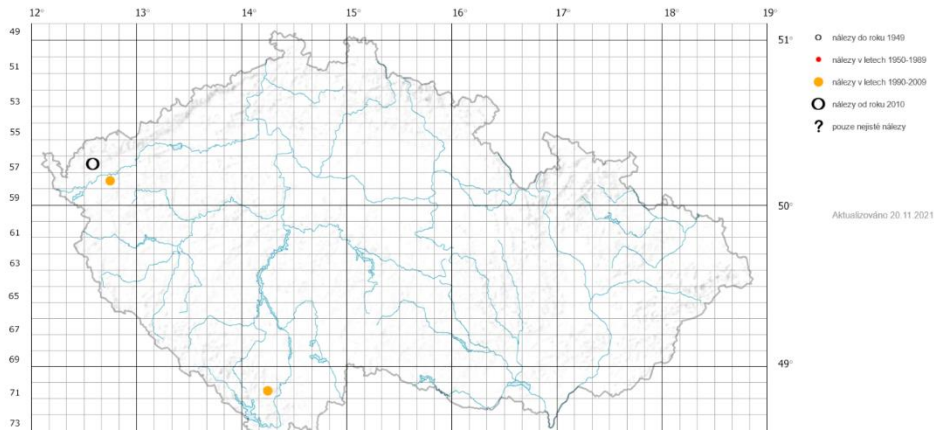 12 13 14 15 16 17 18 19°
49
51°
51
53
55
57
59
50°
61
63
65
67
69
49°
71
73
nálezy do roku 1949
nálezy v letech 1950-1989
nálezy v letech 1990-2009
nálezy od roku 2010
? pouze nejisté nálezy
Aktualizováno 20.11.2021